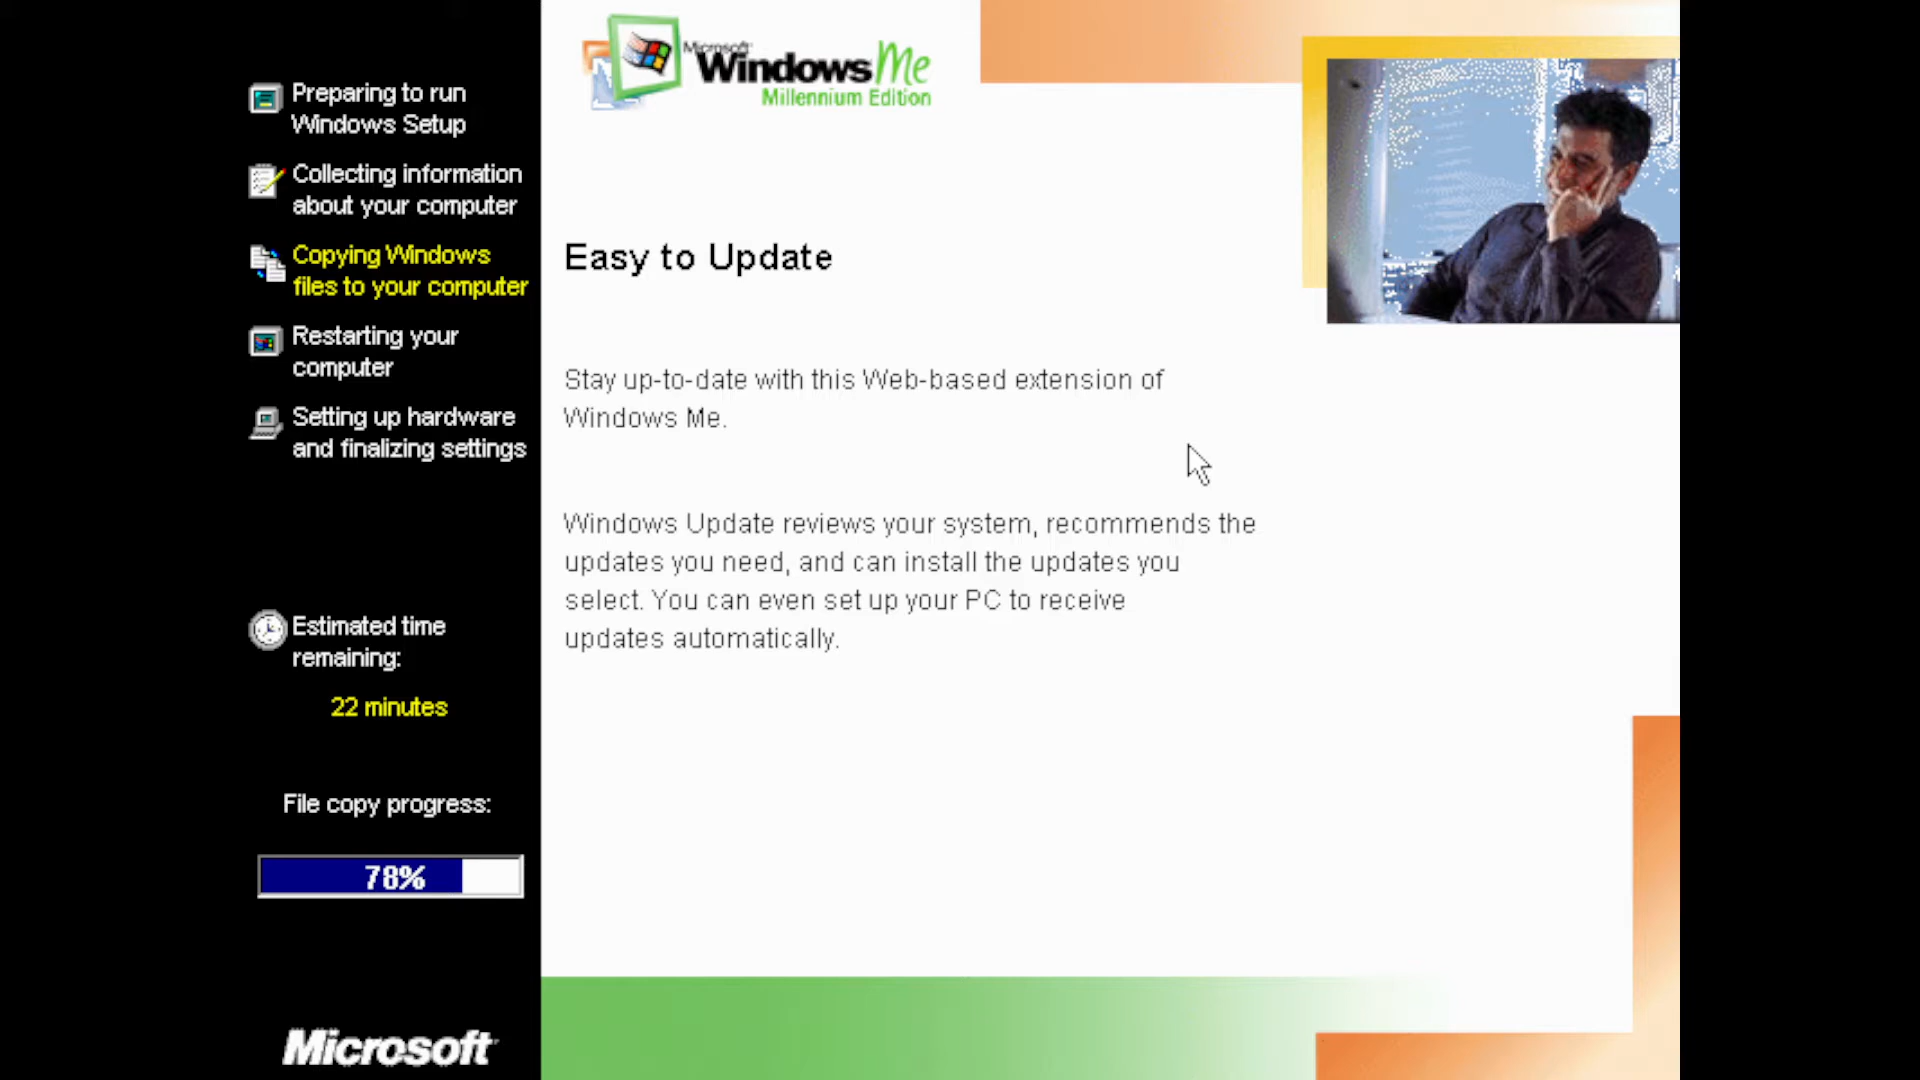 Preparing to run
Windows Setup
Collecting information
about your computer
Copying Windows
files to your computer
Restarting your
computer
Setting up hardware
and finalizing settings
Estimated time
remaining:
22 minutes
File copy progress:
78%
Microsoft
Microsoft
Windows Me
Millennium Edition
Easy to Update
Stay up-to-date with this Web-based extension of
Windows Me.
Windows Update reviews your system, recommends the
updates you need, and can install the updates you
select. You can even set up your PC to receive
updates automatically.